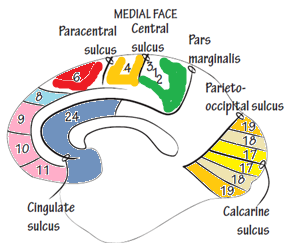 MEDIAL FACE
Paracentral
sulcus
Central
sulcus
Pars
marginalis
6
4
3
1
2
8
Parieto-
occipital sulcus
9
24
19
18
10
17
17
11
18
19
Cingulate
sulcus
Calcarine
sulcus